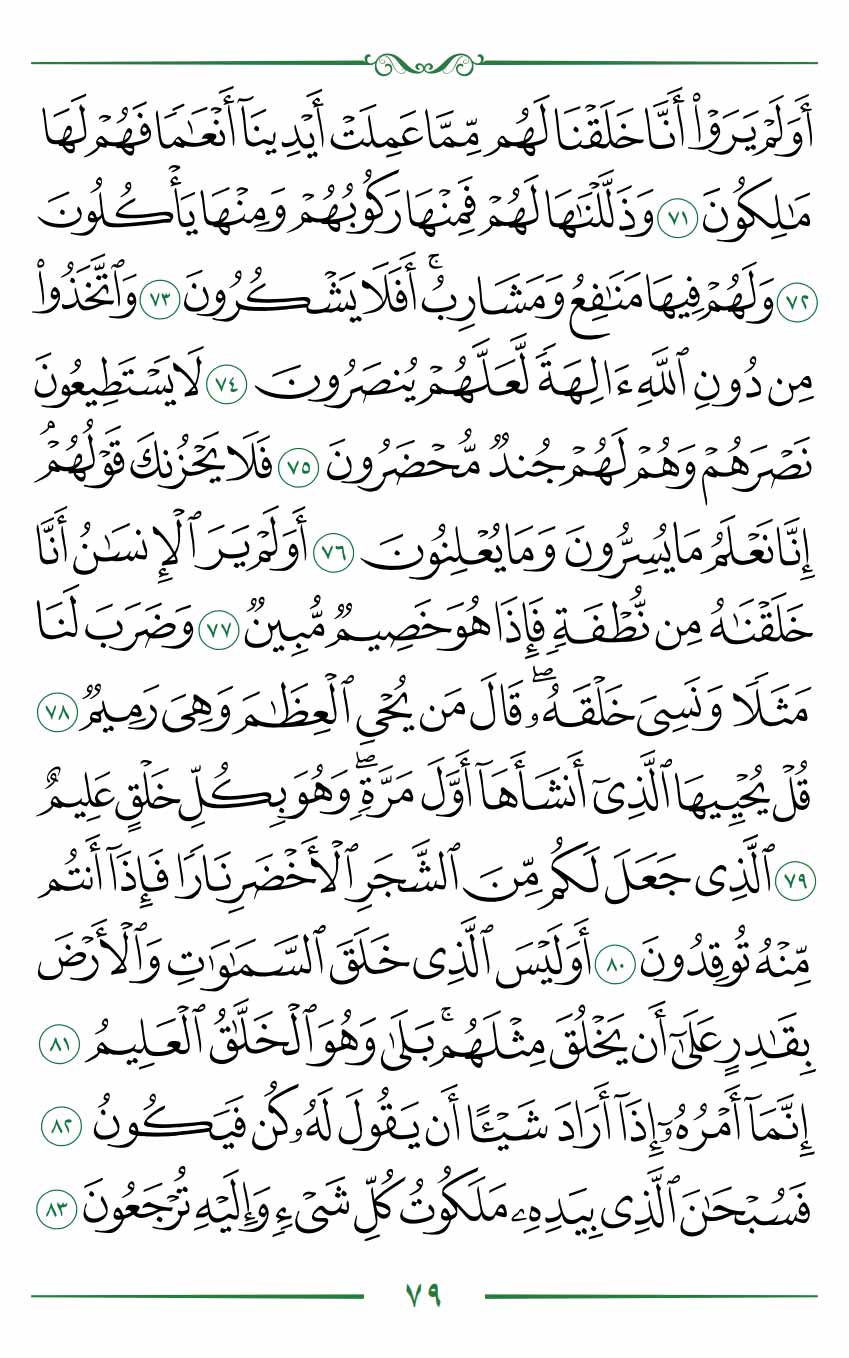 أَوَلَمۡ يَرَوۡاْ أَنَّا خَلَقۡنَا لَهُم مِّمَّا عَمِلَتۡ أَيۡدِينَآ أَنۡعَٰمٗا فَهُمۡ لَهَا
مَٰلِكُونَ ٧١ وَذَلَّلۡنَٰهَا لَهُمۡ فَمِنۡهَا رَكُوبُهُمۡ وَمِنۡهَا يَأۡكُلُونَ
٧٢ وَلَهُمۡ فِيهَا مَنَٰفِعُ وَمَشَارِبُۚ أَفَلَا يَشۡكُرُونَ ٧٣ وَٱتَّخَذُواْ
مِن دُونِ ٱللَّهِ ءَالِهَةٗ لَّعَلَّهُمۡ يُنصَرُونَ ٧٤ لَا يَسۡتَطِيعُونَ
نَصۡرَهُمۡ وَهُمۡ لَهُمۡ جُندٞ مُّحۡضَرُونَ ٧٥ فَلَا يَحۡزُنكَ قَوۡلُهُمۡۘ
إِنَّا نَعۡلَمُ مَا يُسِرُّونَ وَمَا يُعۡلِنُونَ ٧٦ أَوَلَمۡ يَرَ ٱلۡإِنسَٰنُ أَنَّا
خَلَقۡنَٰهُ مِن نُّطۡفَةٖ فَإِذَا هُوَ خَصِيمٞ مُّبِينٞ ٧٧ وَضَرَبَ لَنَا
مَثَلٗا وَنَسِيَ خَلۡقَهُۥۖ قَالَ مَن يُحۡيِ ٱلۡعِظَٰمَ وَهِيَ رَمِيمٞ ٧٨
قُلۡ يُحۡيِيهَا ٱلَّذِيٓ أَنشَأَهَآ أَوَّلَ مَرَّةٖۖ وَهُوَ بِكُلِّ خَلۡقٍ عَلِيمٌ
٧٩ ٱلَّذِي جَعَلَ لَكُم مِّنَ ٱلشَّجَرِ ٱلۡأَخۡضَرِ نَارٗا فَإِذَآ أَنتُم
مِّنۡهُ تُوقِدُونَ ٨٠ أَوَلَيۡسَ ٱلَّذِي خَلَقَ ٱلسَّمَٰوَٰتِ وَٱلۡأَرۡضَ
بِقَٰدِرٍ عَلَىٰٓ أَن يَخۡلُقَ مِثۡلَهُمۚ بَلَىٰ وَهُوَ ٱلۡخَلَّٰقُ ٱلۡعَلِيمُ ٨١
إِنَّمَآ أَمۡرُهُۥٓ إِذَآ أَرَادَ شَيۡـًٔا أَن يَقُولَ لَهُۥ كُن فَيَكُونُ ٨٢
فَسُبۡحَٰنَ ٱلَّذِي بِيَدِهِۦ مَلَكُوتُ كُلِّ شَيۡءٖ وَإِلَيۡهِ تُرۡجَعُونَ ٨٣
٧٩